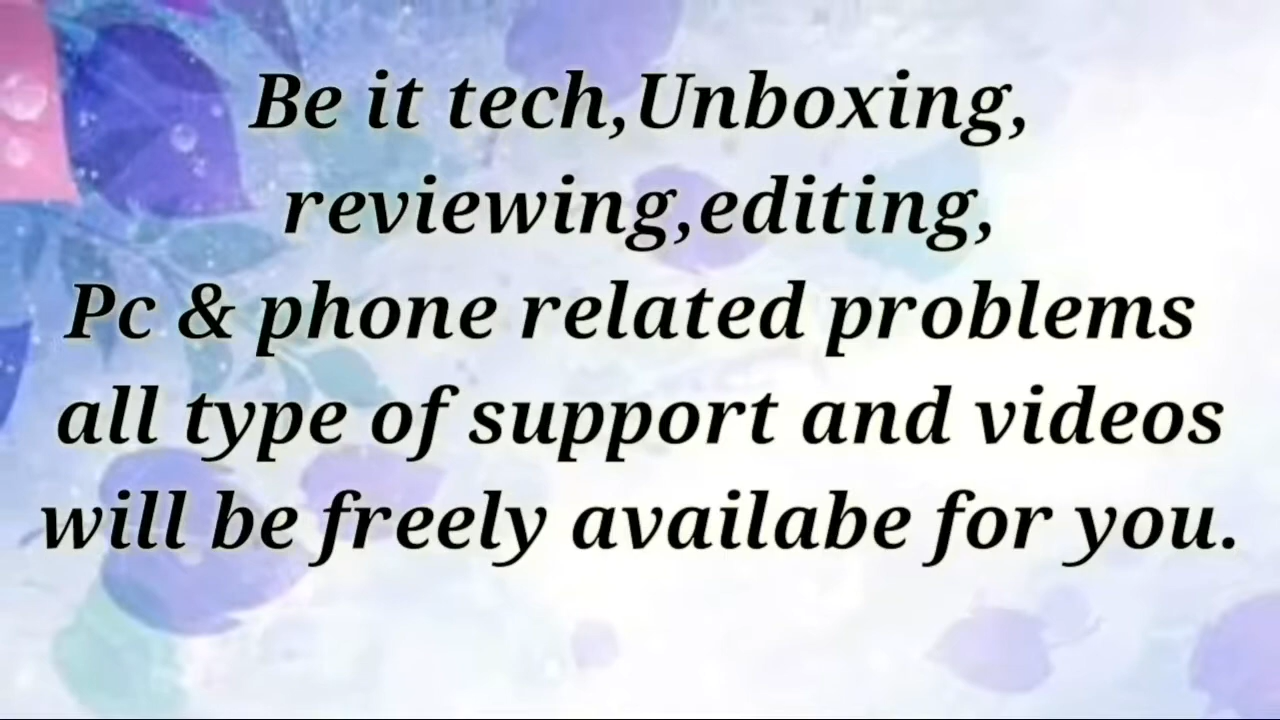 Be it tech,Unboxing,
reviewing,editing,
Pc & phone related problems
all type of support and videos
will be freely availabe for you.